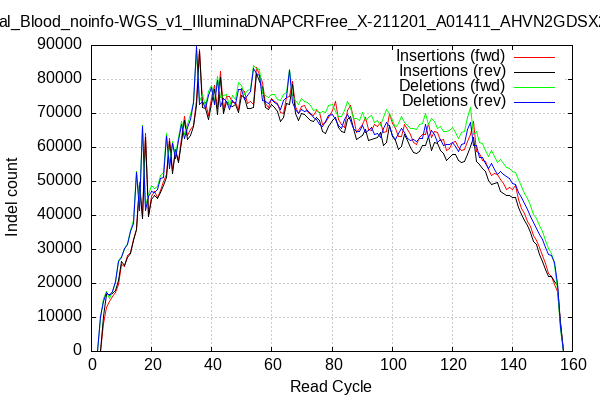 al_Blood_noinfo-WGS_v1_IlluminaDNAPCRFree_X-211201_A01411_AHVN2GDSX2
Insertions (fwd)
Insertions (rev)
Deletions (fwd)
Deletions (rev)
90000
80000
70000
60000
50000
40000
30000
20000
10000
0
Indel count
0 20 40 60 80 100 120 140 160
Read Cycle